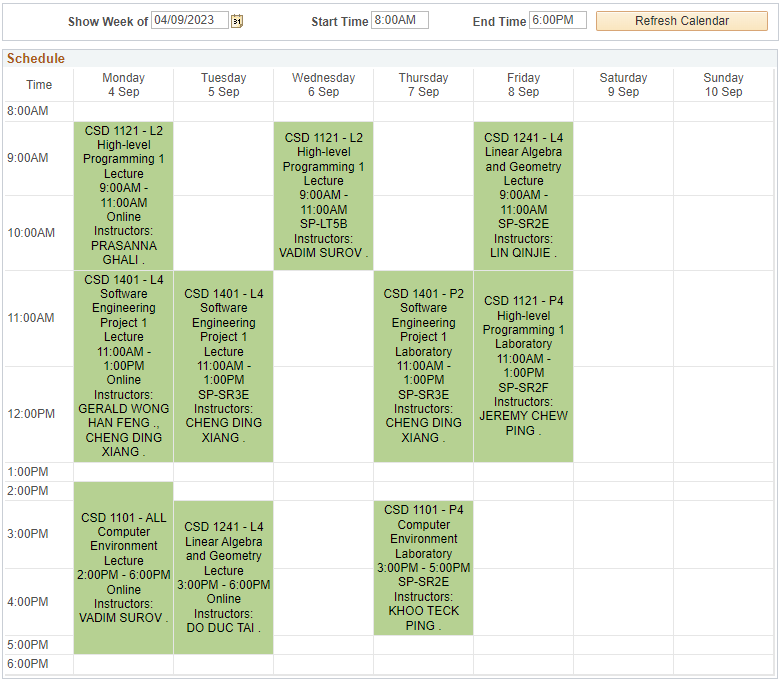 Show Week of 04/09/2023 31 Start Time 8:00AM End Time 6:00PM Refresh Calendar
Schedule
Time
Monday
4 Sep
Tuesday
5 Sep
Wednesday
6 Sep
Thursday
7 Sep
Friday
8 Sep
Saturday
9 Sep
Sunday
10 Sep
8:00AM
9:00AM
CSD 1121 - L2
High-level
Programming 1
Lecture
9:00AM -
11:00AM
Online
Instructors:
PRASANNA
GHALI .
CSD 1121 - L2
High-level
Programming 1
Lecture
9:00AM -
11:00AM
SP-LT5B
Instructors:
VADIM SUROV .
CSD 1241 - L4
Linear Algebra
and Geometry
Lecture
9:00AM -
11:00AM
SP-SR2E
Instructors:
LIN QINJIE .
10:00AM
11:00AM
CSD 1401 - L4
Software
Engineering
Project 1
Lecture
11:00AM -
1:00PM
Online
Instructors:
GERALD WONG
HAN FENG .,
CHENG DING
XIANG .
CSD 1401 - L4
Software
Engineering
Project 1
Lecture
11:00AM -
1:00PM
SP-SR3E
Instructors:
CHENG DING
XIANG .
CSD 1401 - P2
Software
Engineering
Project 1
Laboratory
11:00AM -
1:00PM
SP-SR3E
Instructors:
CHENG DING
XIANG .
CSD 1121 - P4
High-level
Programming 1
Laboratory
11:00AM -
1:00PM
SP-SR2F
Instructors:
JEREMY CHEW
PING .
12:00PM
1:00PM
2:00PM
CSD 1101 - ALL
Computer
Environment
Lecture
2:00PM - 6:00PM
Online
Instructors:
VADIM SUROV .
3:00PM
CSD 1241 - L4
Linear Algebra
and Geometry
Lecture
3:00PM - 6:00PM
Online
Instructors:
DO DUC TAI .
CSD 1101 - P4
Computer
Environment
Laboratory
3:00PM - 5:00PM
SP-SR2E
Instructors:
KHOO TECK
PING .
4:00PM
5:00PM
6:00PM